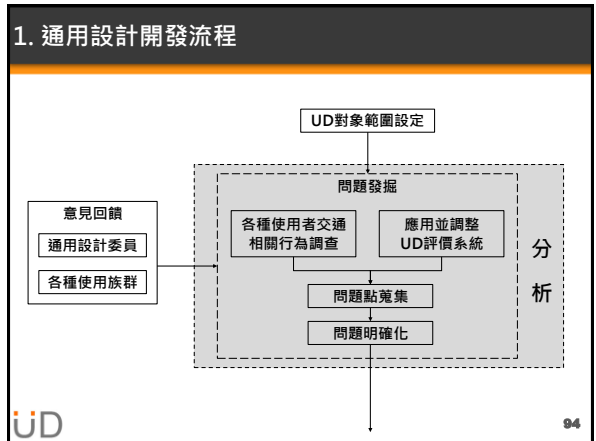 1. 通用設計開發流程
UD對象範圍設定
問題發掘
意見回饋
通用設計委員
各種使用族群
各種使用者交通
相關行為調查
應用並調整
UD評價系統
分
析
問題點蒐集
問題明確化
UD
94